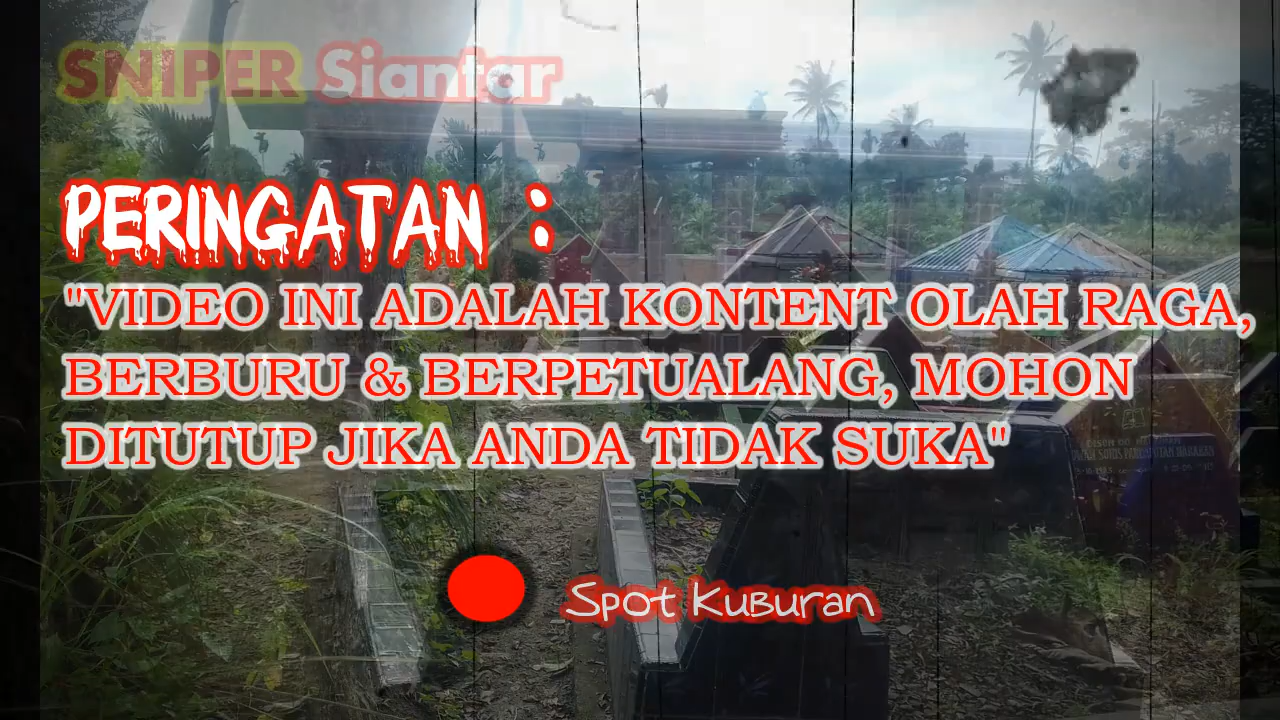 SNIPER Siantar
PERINGATAN :
"VIDEO INI ADALAH KONTENT OLAH RAGA,
BERBURU & BERPETUALANG, MOHON
DITUTUP JIKA ANDA TIDAK SUKA"
Spot Kuburan